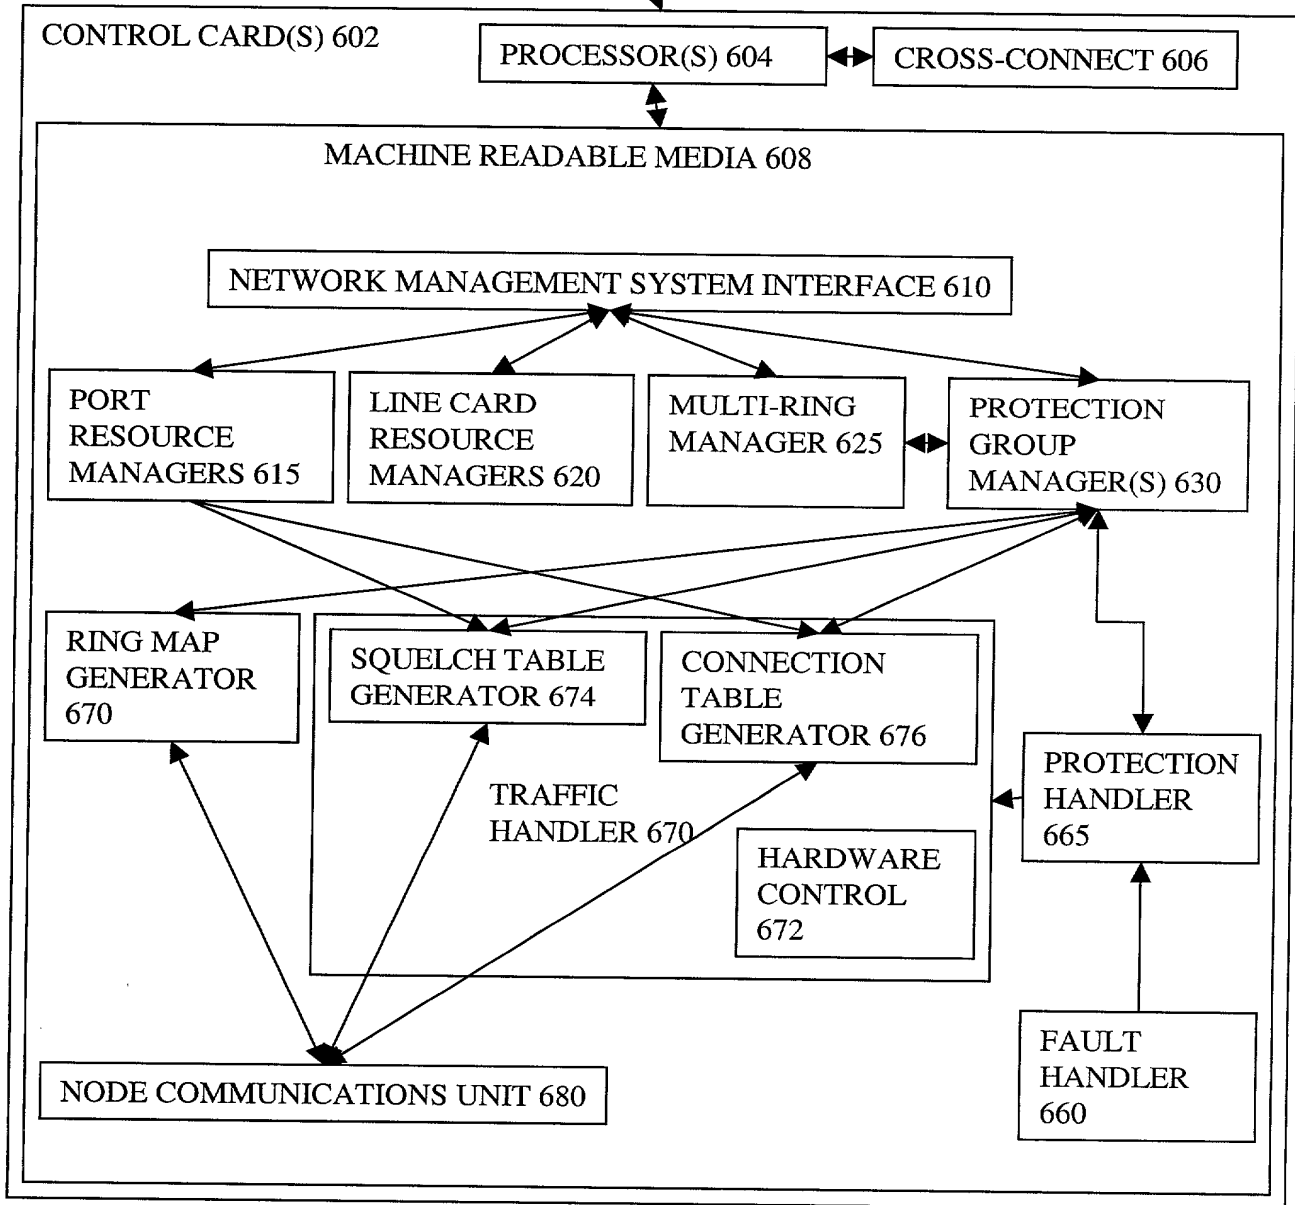 CONTROL CARD(S) 602
PROCESSOR(S) 604
CROSS-CONNECT 606
MACHINE READABLE MEDIA 608
NETWORK MANAGEMENT SYSTEM INTERFACE 610
PORT
RESOURCE
MANAGERS 615
LINE CARD
RESOURCE
MANAGERS 620
MULTI-RING
MANAGER 625
PROTECTION
GROUP
MANAGER(S) 630
RING MAP
GENERATOR
670
SQUELCH TABLE
GENERATOR 674
CONNECTION
TABLE
GENERATOR 676
TRAFFIC
HANDLER 670
HARDWARE
CONTROL
672
PROTECTION
HANDLER
665
FAULT
HANDLER
660
NODE COMMUNICATIONS UNIT 680